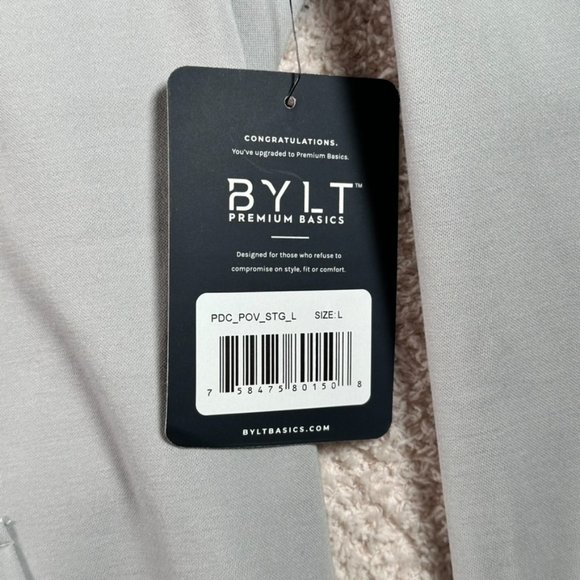 CONGRATULATIONS.
You've upgraded to Premium Basics.
BYLT™
PREMIUM BASICS
Designed for those who refuse to
compromise on style, fit or comfort.
PDC_POV_STG_L SIZE: L
7 58475 80150 8
BYLTBASICS.COM